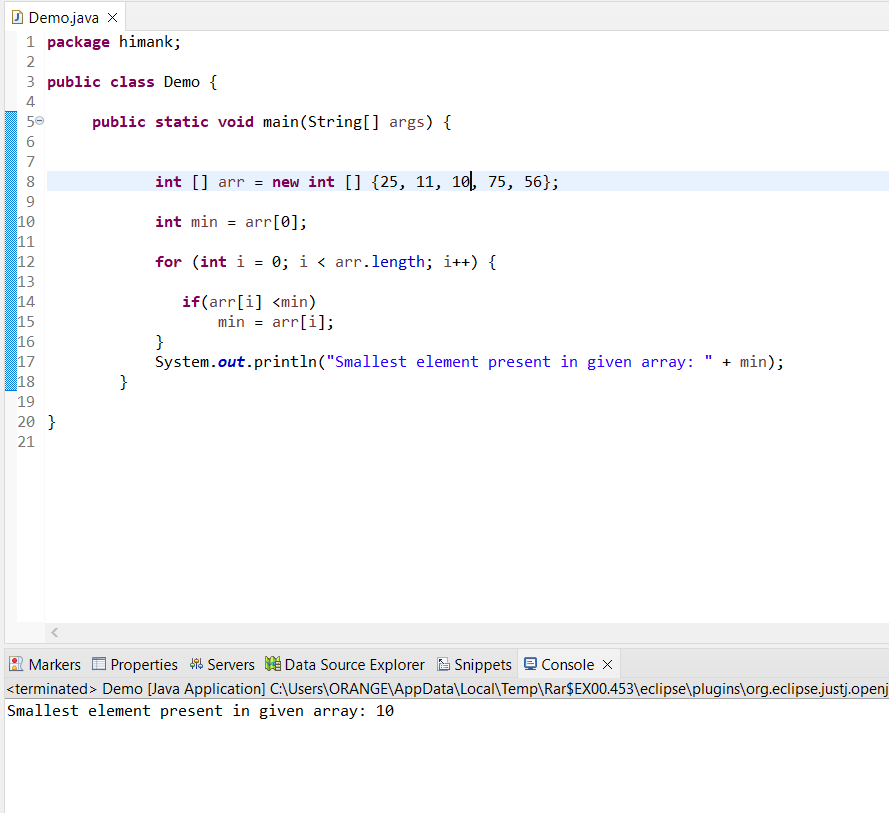 Demo.java
1 package himank;
2
3 public class Demo {
4
5 public static void main(String[] args) {
6
7
8 int [] arr = new int [] {25, 11, 10, 75, 56};
9
10 int min = arr[0];
11
12 for (int i = 0; i < arr.length; i++) {
13
14 if(arr[i] <min)
15 min = arr[i];
16 }
17 System.out.println("Smallest element present in given array: " + min);
18 }
19
20 }
21
Markers Properties Servers Data Source Explorer Snippets Console
<terminated> Demo [Java Application] C:\Users\ORANGE\AppData\Local\Temp\Rar$EX00.453\eclipse\plugins\org.eclipse.justj.openj
Smallest element present in given array: 10